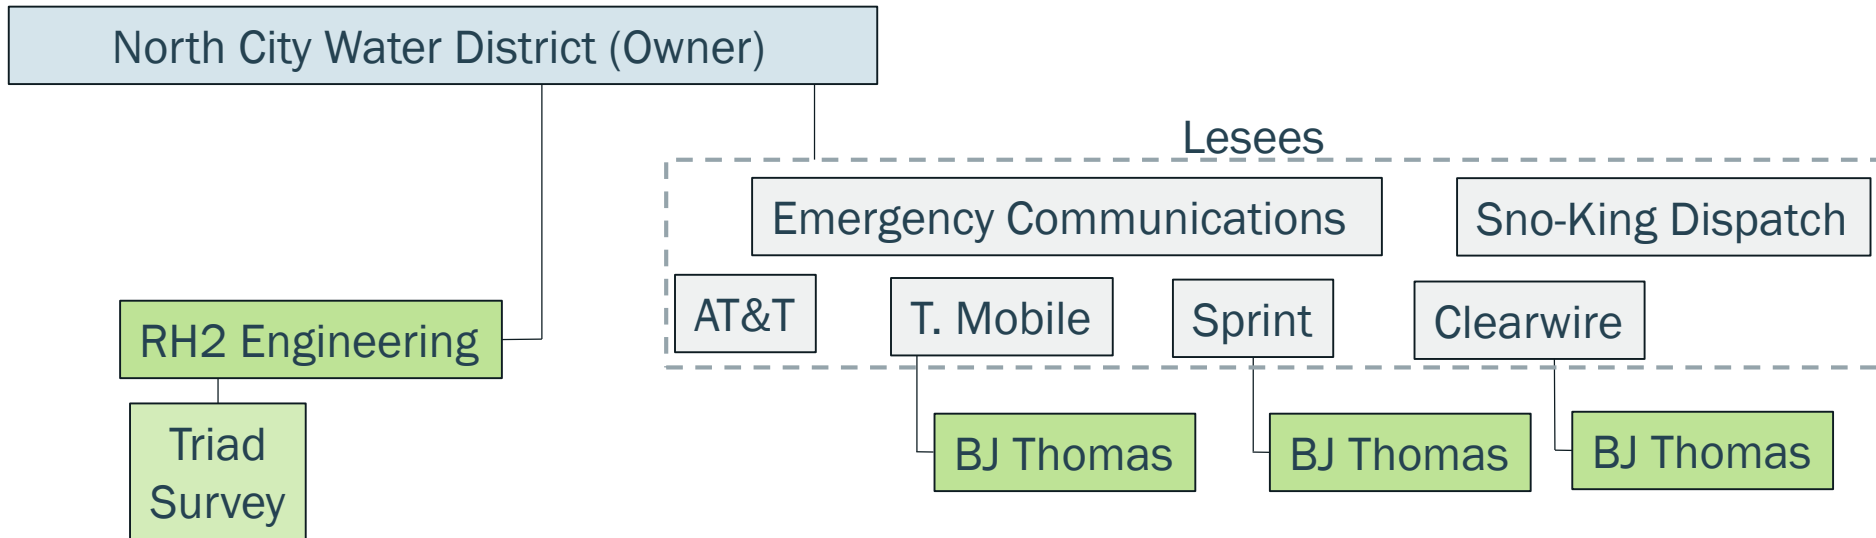 North City Water District (Owner)
Lesees
Emergency Communications
Sno-King Dispatch
AT&T
T. Mobile
Sprint
Clearwire
RH2 Engineering
Triad
Survey
BJ Thomas
BJ Thomas
BJ Thomas